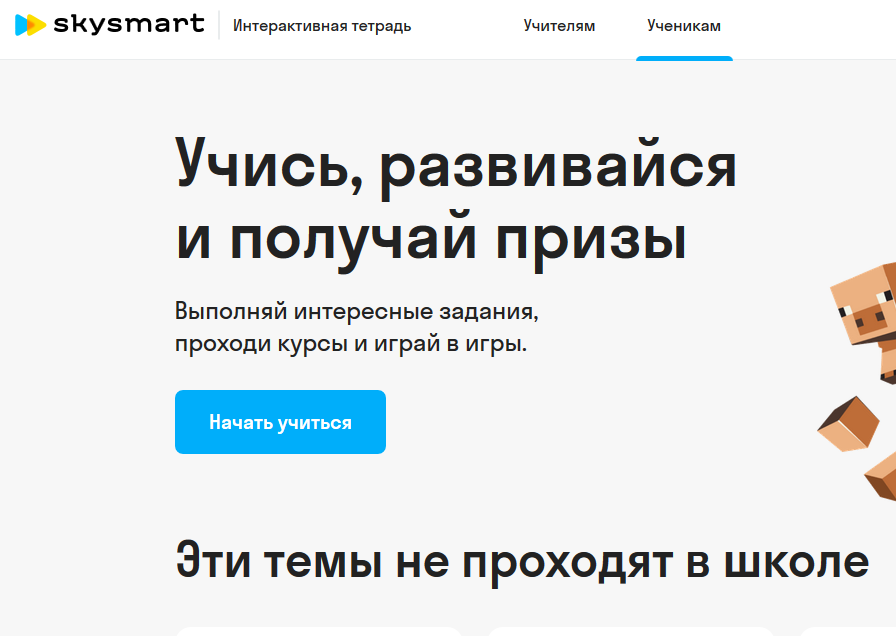 skysmart
Интерактивная тетрадь
Учителям
Ученикам
Учись, развивайся
и получай призы
Выполняй интересные задания,
проходи курсы и играй в игры.
Начать учиться
Эти темы не проходят в школе